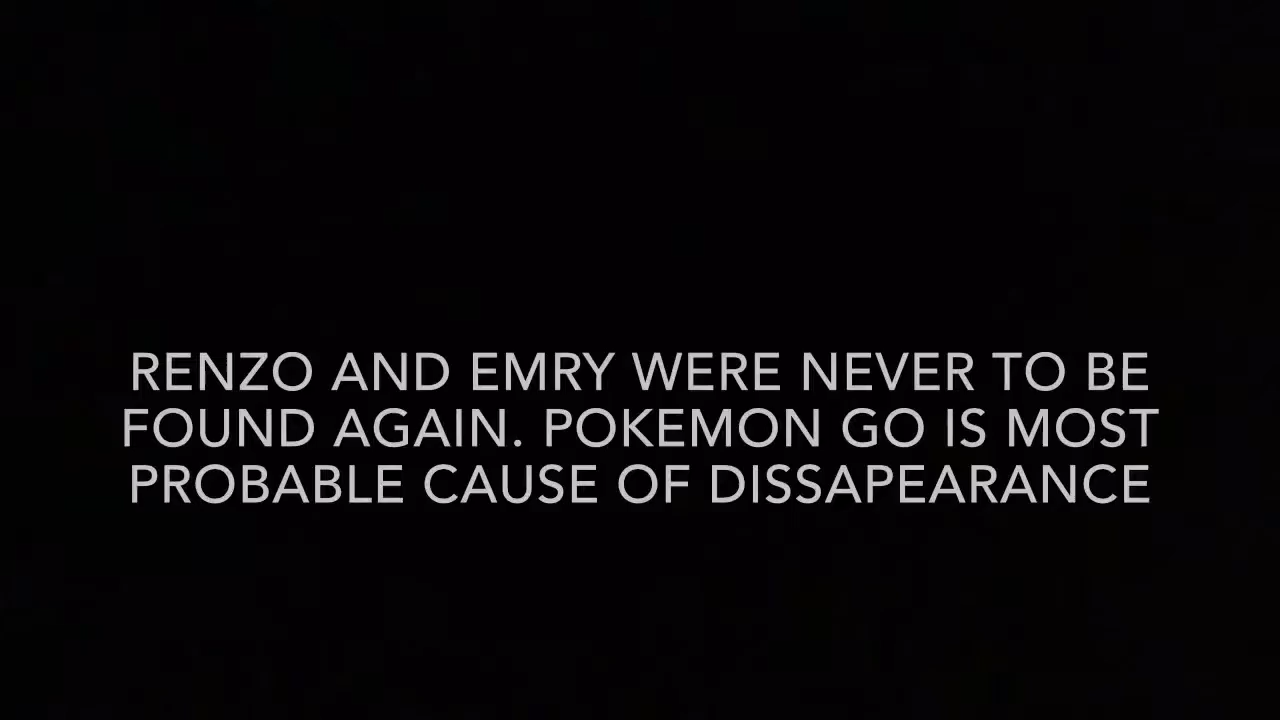 RENZO AND EMRY WERE NEVER TO BE
FOUND AGAIN. POKEMON GO IS MOST
PROBABLE CAUSE OF DISSAPEARANCE